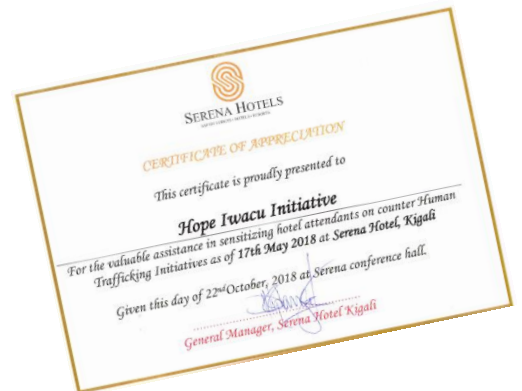 SERENA HOTELS
CERTIFICATE OF APPRECIATION
This certificate is proudly presented to
Hope Iwacu Initiative
For the valuable assistance in sensitizing hotel attendants on counter Human
Trafficking Initiatives as of 17th May 2018 at Serena Hotel, Kigali
Given this day of 22nd October, 2018 at Serena conference hall.
General Manager, Serena Hotel Kigali